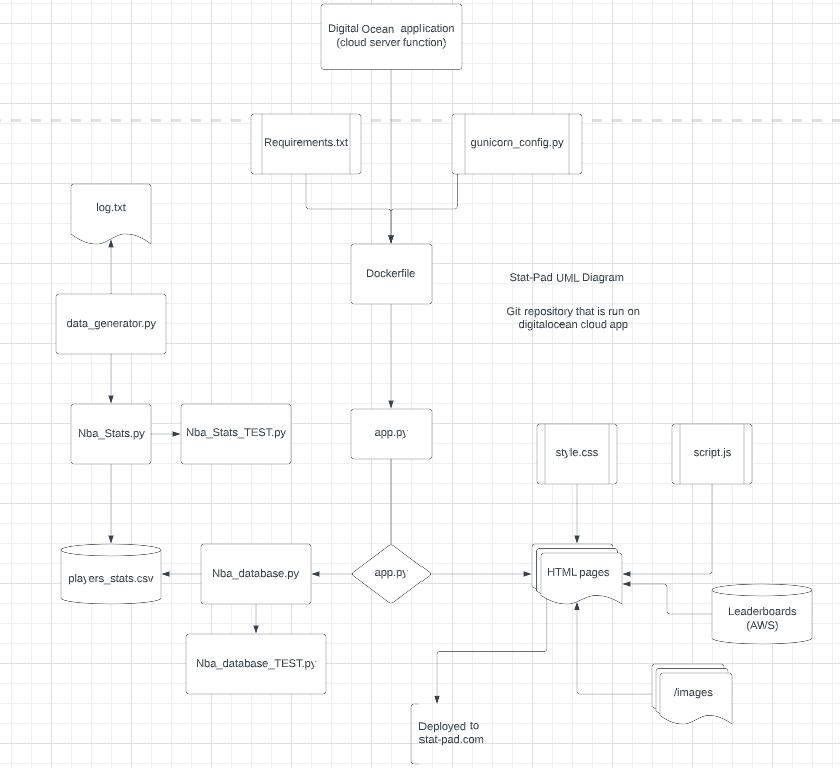 Digital Ocean application
(cloud server function)
Requirements.txt
gunicorn_config.py
log.txt
Dockerfile
Stat-Pad UML Diagram
Git repository that is run on
digitalocean cloud app
data_generator.py
Nba_Stats.py
Nba_Stats_TEST.py
app.py
style.css
script.js
players_stats.csv
Nba_database.py
app.py
HTML pages
Leaderboards
(AWS)
Nba_database_TEST.py
/images
Deployed to
stat-pad.com